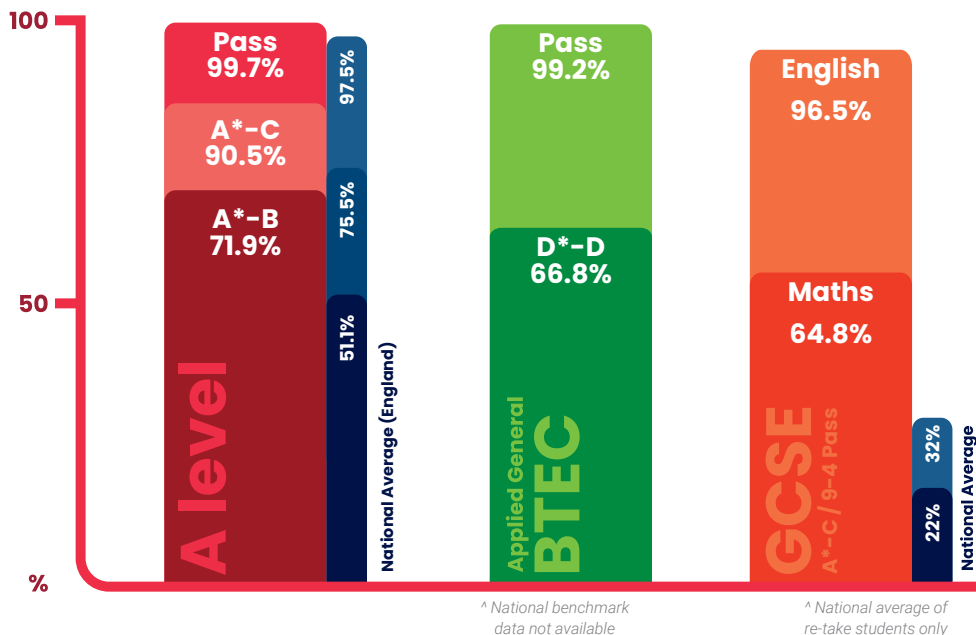 100
50
%
Pass
99.7%
A*-C
90.5%
A*-B
71.9%
A level
97.5%
75.5%
51.1%
National Average (England)
Pass
99.2%
D*-D
66.8%
Applied General
BTEC
^ National benchmark
data not available
English
96.5%
Maths
64.8%
GCSE
A*-C / 9-4 Pass
32%
22%
National Average
^ National average of
re-take students only